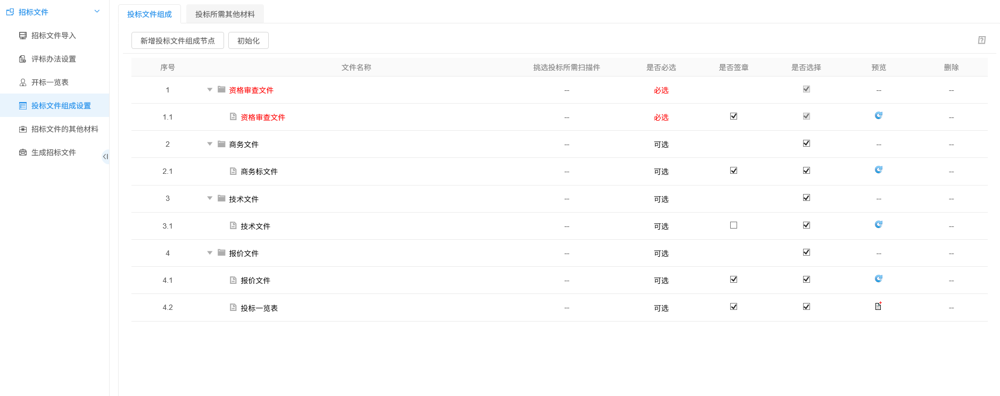 招标文件
招标文件导入
评标办法设置
开标一览表
投标文件组成设置
招标文件的其他材料
生成招标文件
投标文件组成 投标所需其他材料
新增投标文件组成节点 初始化
序号 文件名称 挑选投标所需扫描件 是否必选 是否签章 是否选择 预览 删除
1 资格审查文件 -- 必选 -- --
1.1 资格审查文件 -- 必选 --
2 商务文件 -- 可选 -- --
2.1 商务标文件 -- 可选 --
3 技术文件 -- 可选 -- --
3.1 技术文件 -- 可选 --
4 报价文件 -- 可选 -- --
4.1 报价文件 -- 可选 --
4.2 投标一览表 -- 可选 --